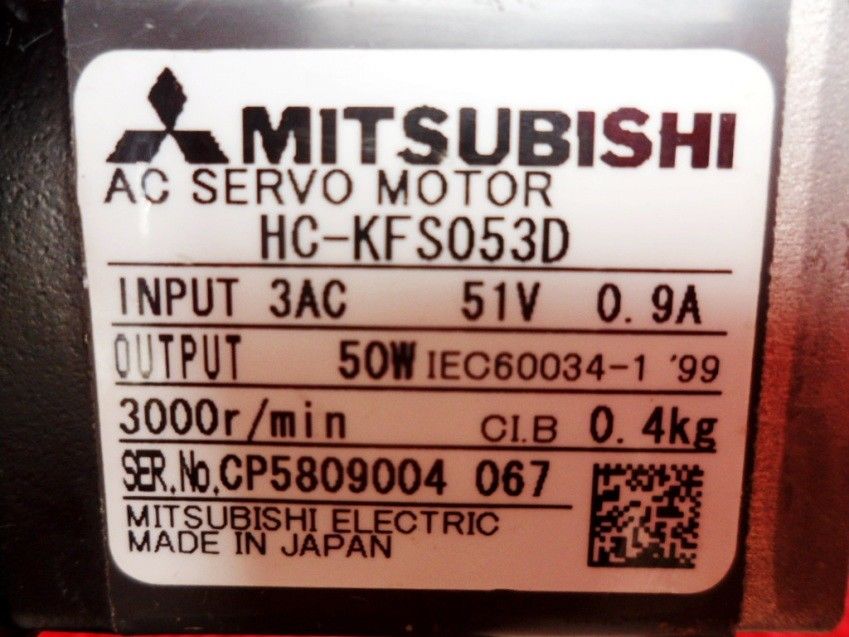 MITSUBISHI
AC SERVO MOTOR
HC-KFS053D
INPUT 3AC 51V 0.9A
OUTPUT 50W IEC60034-1 '99
3000r/min CI.B 0.4kg
SER.No.CP5809004 067
MITSUBISHI ELECTRIC
MADE IN JAPAN